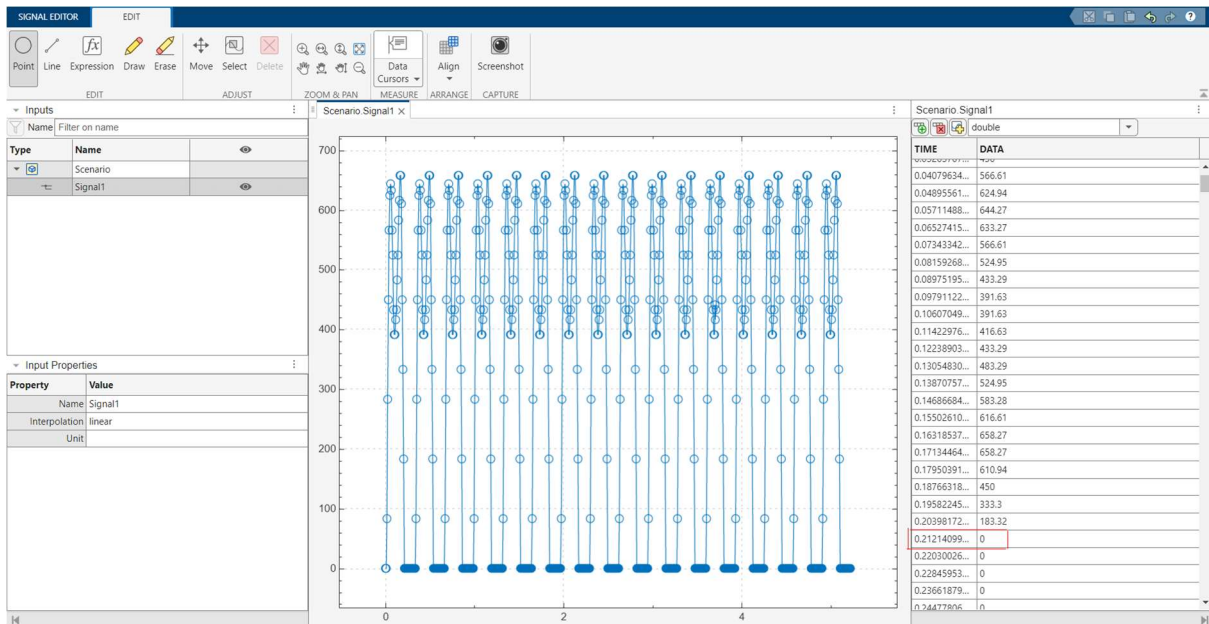 SIGNAL EDITOR EDIT
Point Line Expression Draw Erase Move Select Delete Data Cursors Align Screenshot
EDIT ADJUST ZOOM & PAN MEASURE ARRANGE CAPTURE
Inputs
Name Filter on name
Type Name
Scenario
Signal1
Input Properties
Property Value
Name Signal1
Interpolation linear
Unit
Scenario.Signal1
700
600
500
400
300
200
100
0
0 2 4
Scenario.Signal1
double
TIME DATA
0.04079634... 566.61
0.04895561... 624.94
0.05711488... 644.27
0.06527415... 633.27
0.07343342... 566.61
0.08159268... 524.95
0.08975195... 433.29
0.09791122... 391.63
0.10607049... 391.63
0.11422976... 416.63
0.12238903... 433.29
0.13054830... 483.29
0.13870757... 524.95
0.14686684... 583.28
0.15502610... 616.61
0.16318537... 658.27
0.17134464... 658.27
0.17950391... 610.94
0.18766318... 450
0.19582245... 333.3
0.20398172... 183.32
0.21214099... 0
0.22030026... 0
0.22845953... 0
0.23661879... 0
0.24477806... 0